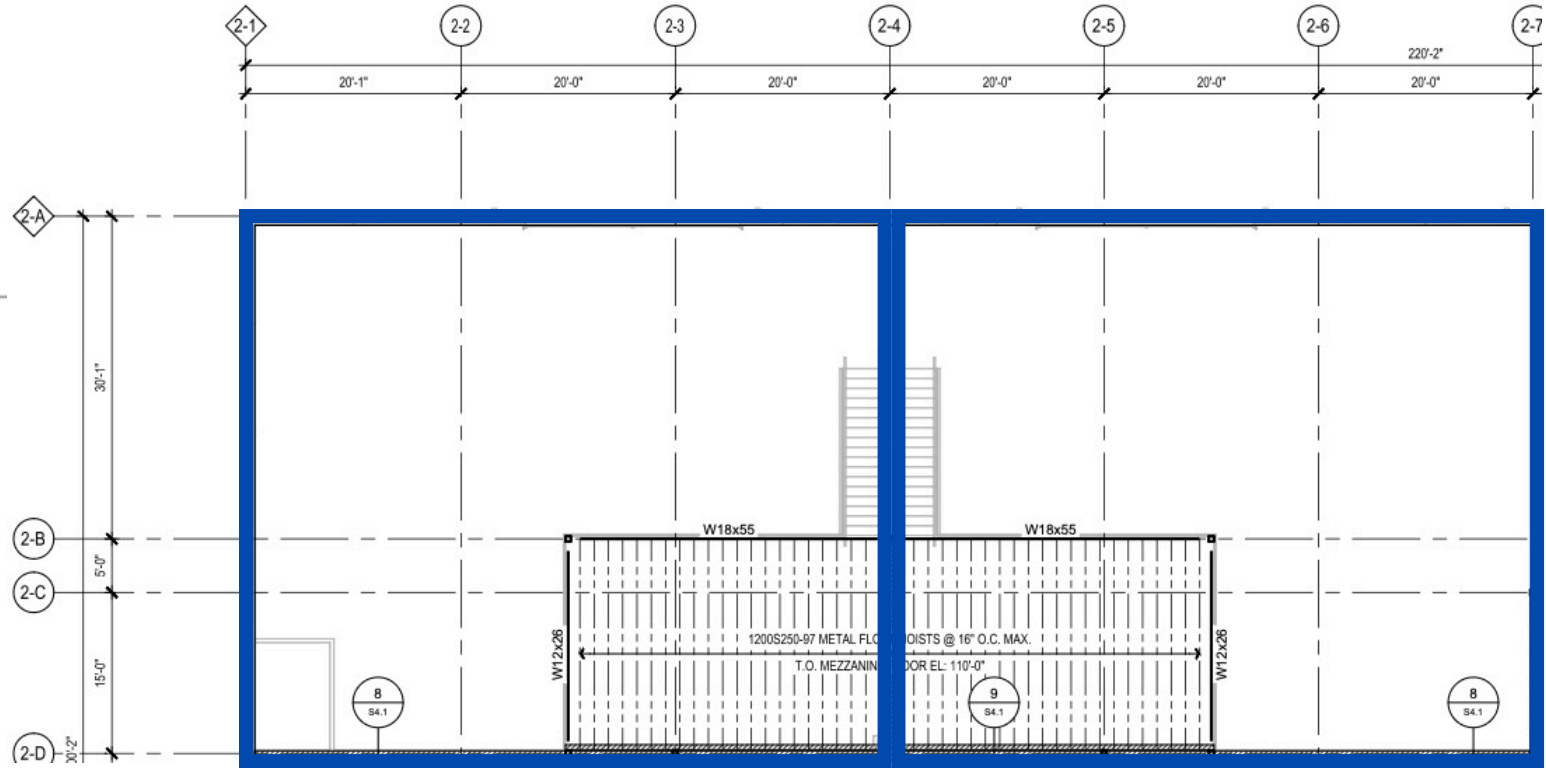 2-1
2-2
2-3
2-4
2-5
2-6
2-7
220'-2"
20'-1"
20'-0"
20'-0"
20'-0"
20'-0"
20'-0"
2-A
30'-1"
2-B
W18x55
W18x55
5'-0"
2-C
W12x26
1200S250-97 METAL OISTS @ 16" O.C. MAX.
T.O. EL: 110'-0"
W12x26
15'-0"
8
S4.1
9
S4.1
8
S4.1
2-D